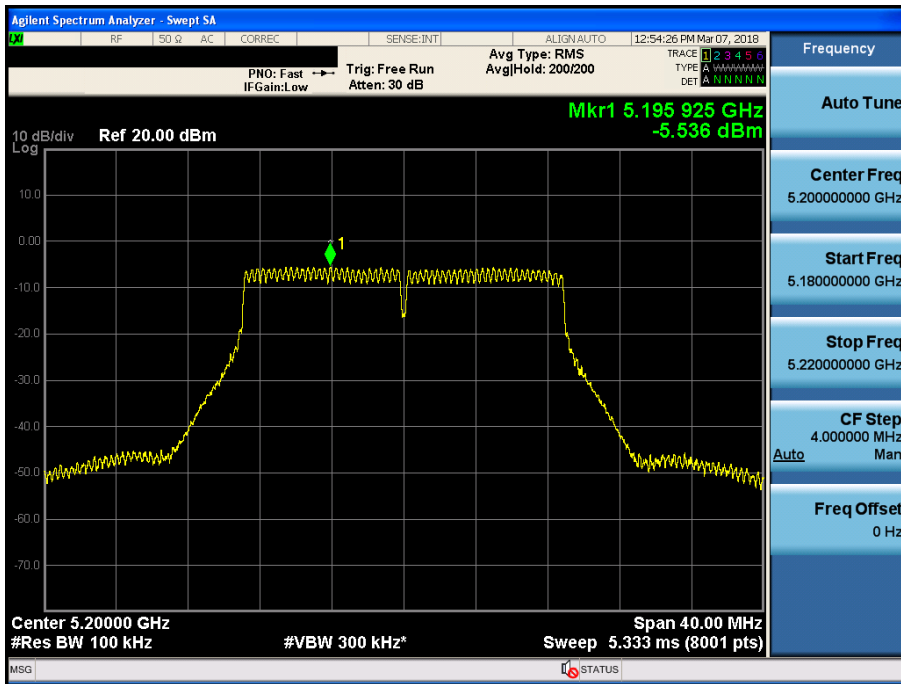 Agilent Spectrum Analyzer - Swept SA
LXI RF 50 Ω AC CORREC SENSE:INT ALIGN AUTO 12:54:26 PM Mar 07, 2018
PNO: Fast Trig: Free Run Avg Type: RMS TRACE 1 2 3 4 5 6
IFGain:Low Atten: 30 dB Avg|Hold: 200/200 TYPE A WWWWWW
DET A N N N N N
Mkr1 5.195 925 GHz
-5.536 dBm
10 dB/div Ref 20.00 dBm
Log
10.0
0.00
1
-10.0
-20.0
-30.0
-40.0
-50.0
-60.0
-70.0
Center 5.20000 GHz Span 40.00 MHz
#Res BW 100 kHz #VBW 300 kHz* Sweep 5.333 ms (8001 pts)
MSG STATUS
Frequency
Auto Tune
Center Freq
5.200000000 GHz
Start Freq
5.180000000 GHz
Stop Freq
5.220000000 GHz
CF Step
4.000000 MHz
Auto Man
Freq Offset
0 Hz